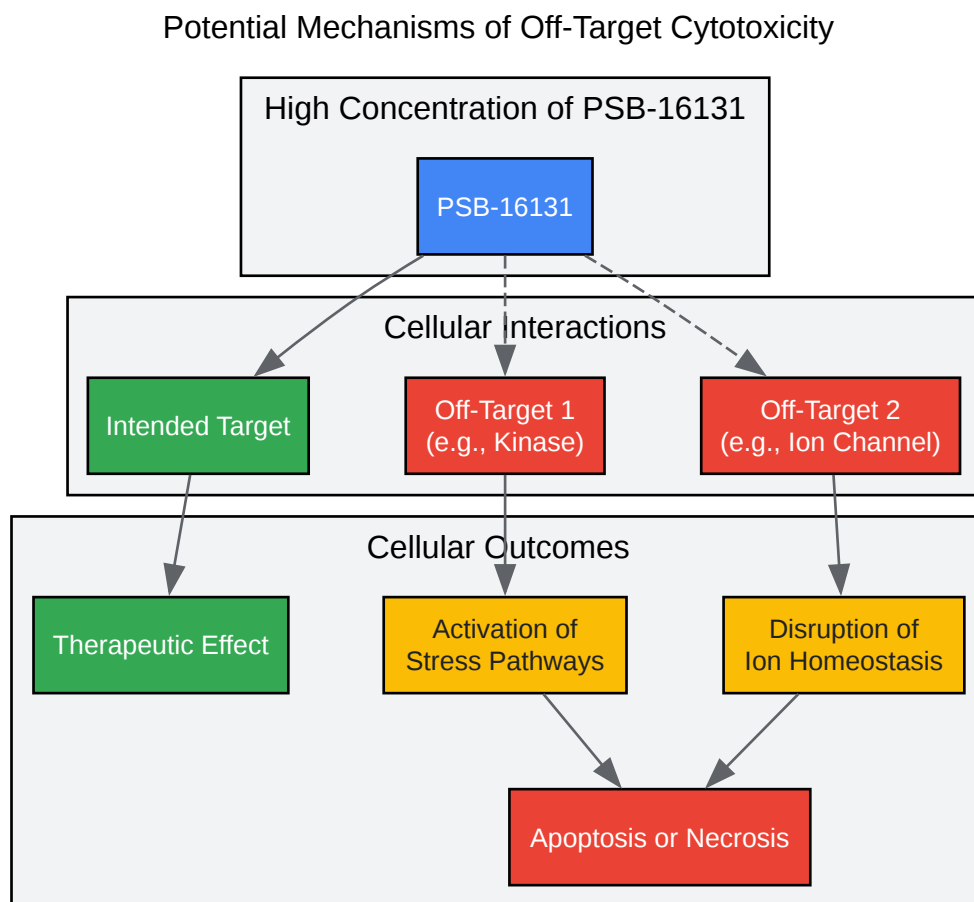 Potential Mechanisms of Off-Target Cytotoxicity
High Concentration of PSB-16131
PSB-16131
Cellular Interactions
Intended Target
Off-Target 1
(e.g., Kinase)
Off-Target 2
(e.g., Ion Channel)
Cellular Outcomes
Therapeutic Effect
Activation of
Stress Pathways
Disruption of
Ion Homeostasis
Apoptosis or Necrosis